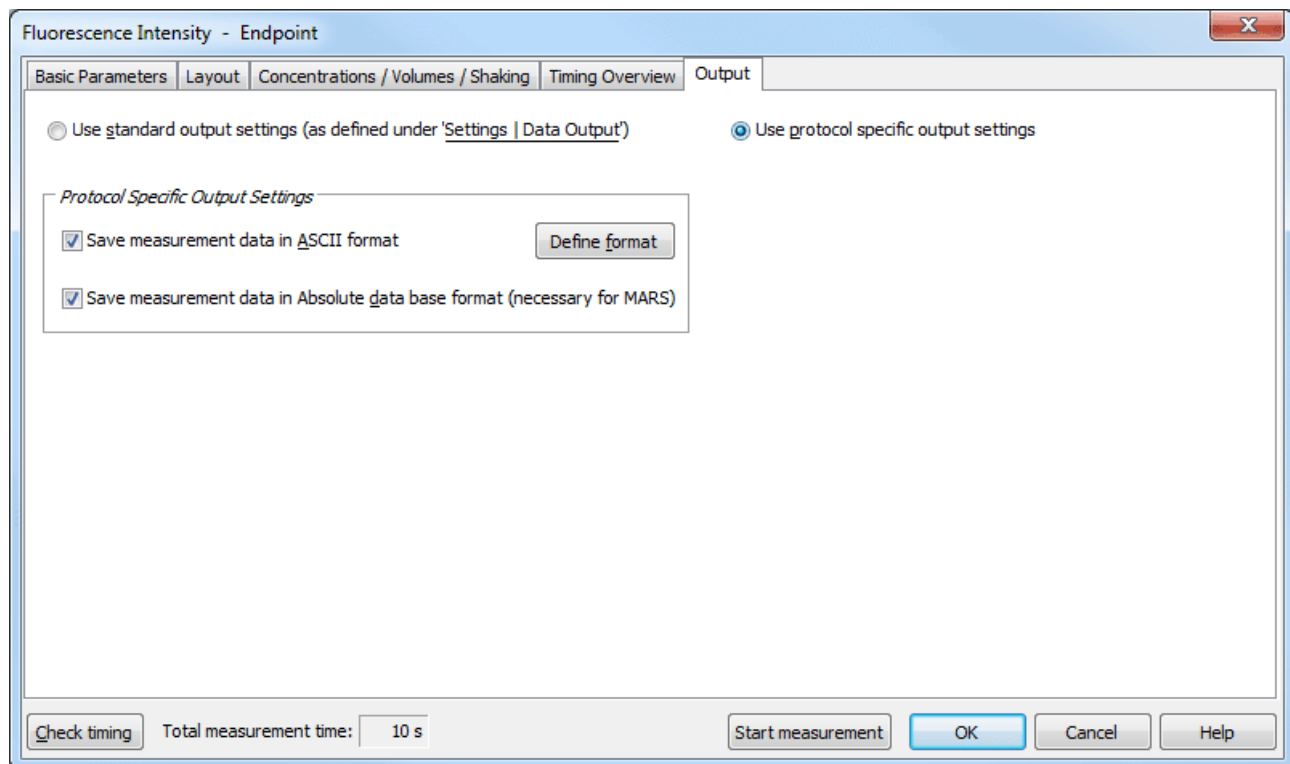 Fluorescence Intensity - Endpoint
Basic Parameters Layout Concentrations / Volumes / Shaking Timing Overview Output
Use standard output settings (as defined under 'Settings | Data Output') Use protocol specific output settings
Protocol Specific Output Settings
Save measurement data in ASCII format Define format
Save measurement data in Absolute data base format (necessary for MARS)
Check timing Total measurement time: 10 s Start measurement OK Cancel Help